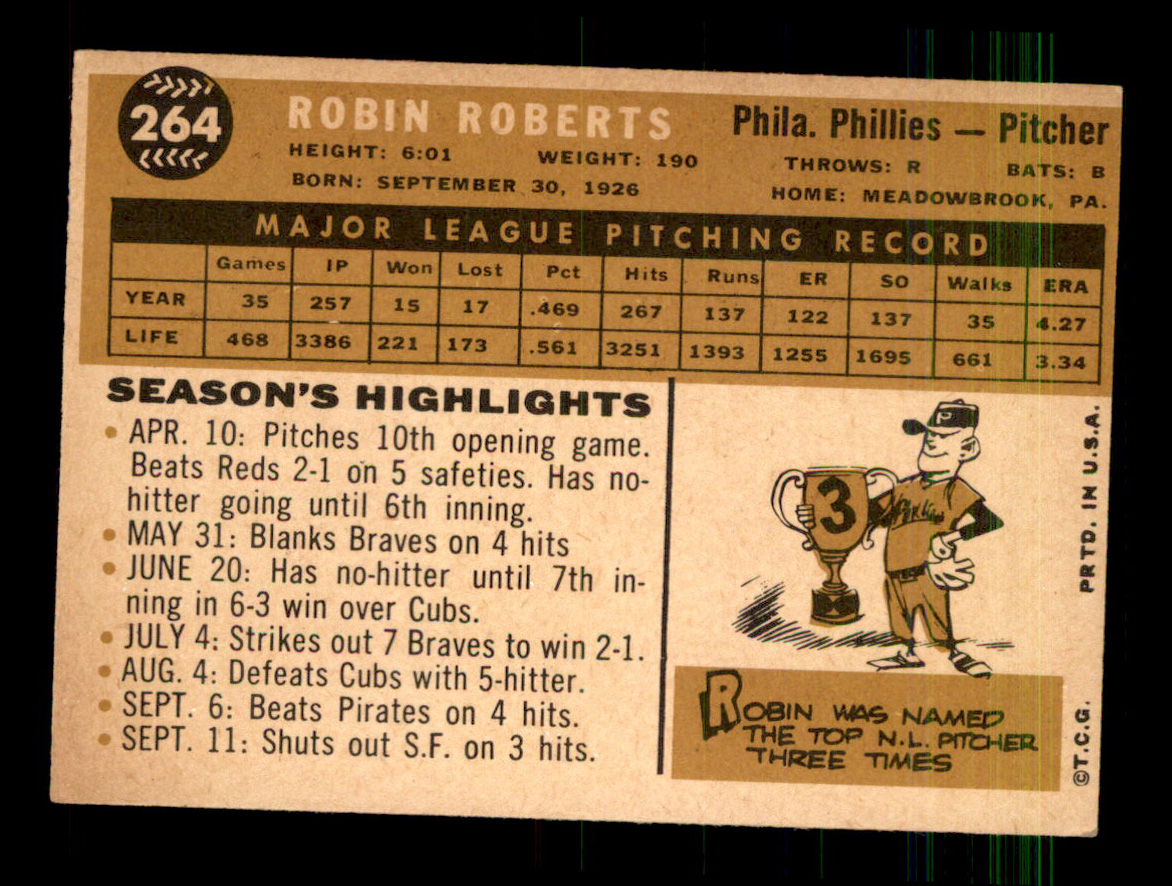 264
ROBIN ROBERTS
Phila. Phillies — Pitcher
HEIGHT: 6:01 WEIGHT: 190 THROWS: R BATS: B
BORN: SEPTEMBER 30, 1926 HOME: MEADOWBROOK, PA.
MAJOR LEAGUE PITCHING RECORD
Games IP Won Lost Pct Hits Runs ER SO Walks ERA
YEAR 35 257 15 17 .469 267 137 122 137 35 4.27
LIFE 468 3386 221 173 .561 3251 1393 1255 1695 661 3.34
SEASON'S HIGHLIGHTS
• APR. 10: Pitches 10th opening game.
Beats Reds 2-1 on 5 safeties. Has no-
hitter going until 6th inning.
• MAY 31: Blanks Braves on 4 hits
• JUNE 20: Has no-hitter until 7th in-
ning in 6-3 win over Cubs.
• JULY 4: Strikes out 7 Braves to win 2-1.
• AUG. 4: Defeats Cubs with 5-hitter.
• SEPT. 6: Beats Pirates on 4 hits.
• SEPT. 11: Shuts out S.F. on 3 hits.
3
ROBIN WAS NAMED
THE TOP N.L. PITCHER
THREE TIMES
©T.C.G. PRTD. IN U.S.A.